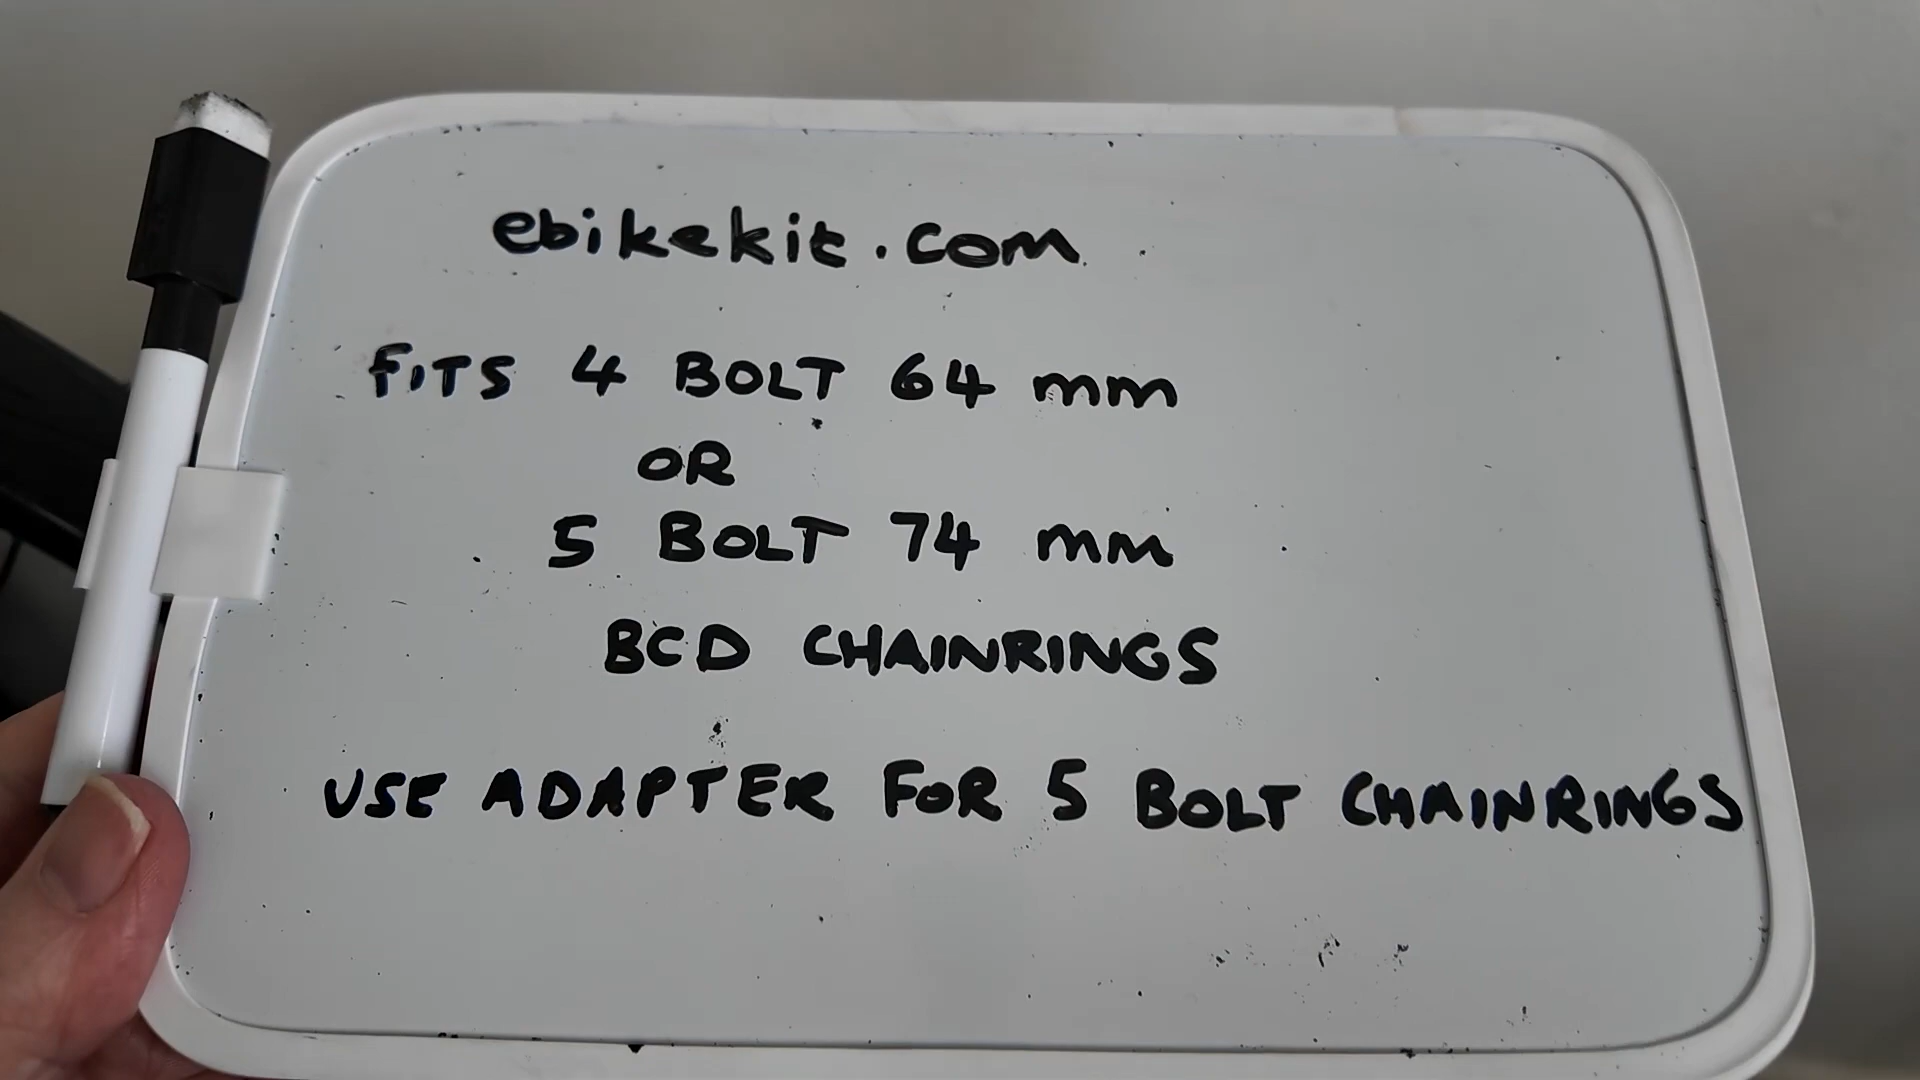 ebikekit.com
FITS 4 BOLT 64 mm
OR
5 BOLT 74 mm
BCD CHAINRINGS
USE ADAPTER FOR 5 BOLT CHAINRINGS